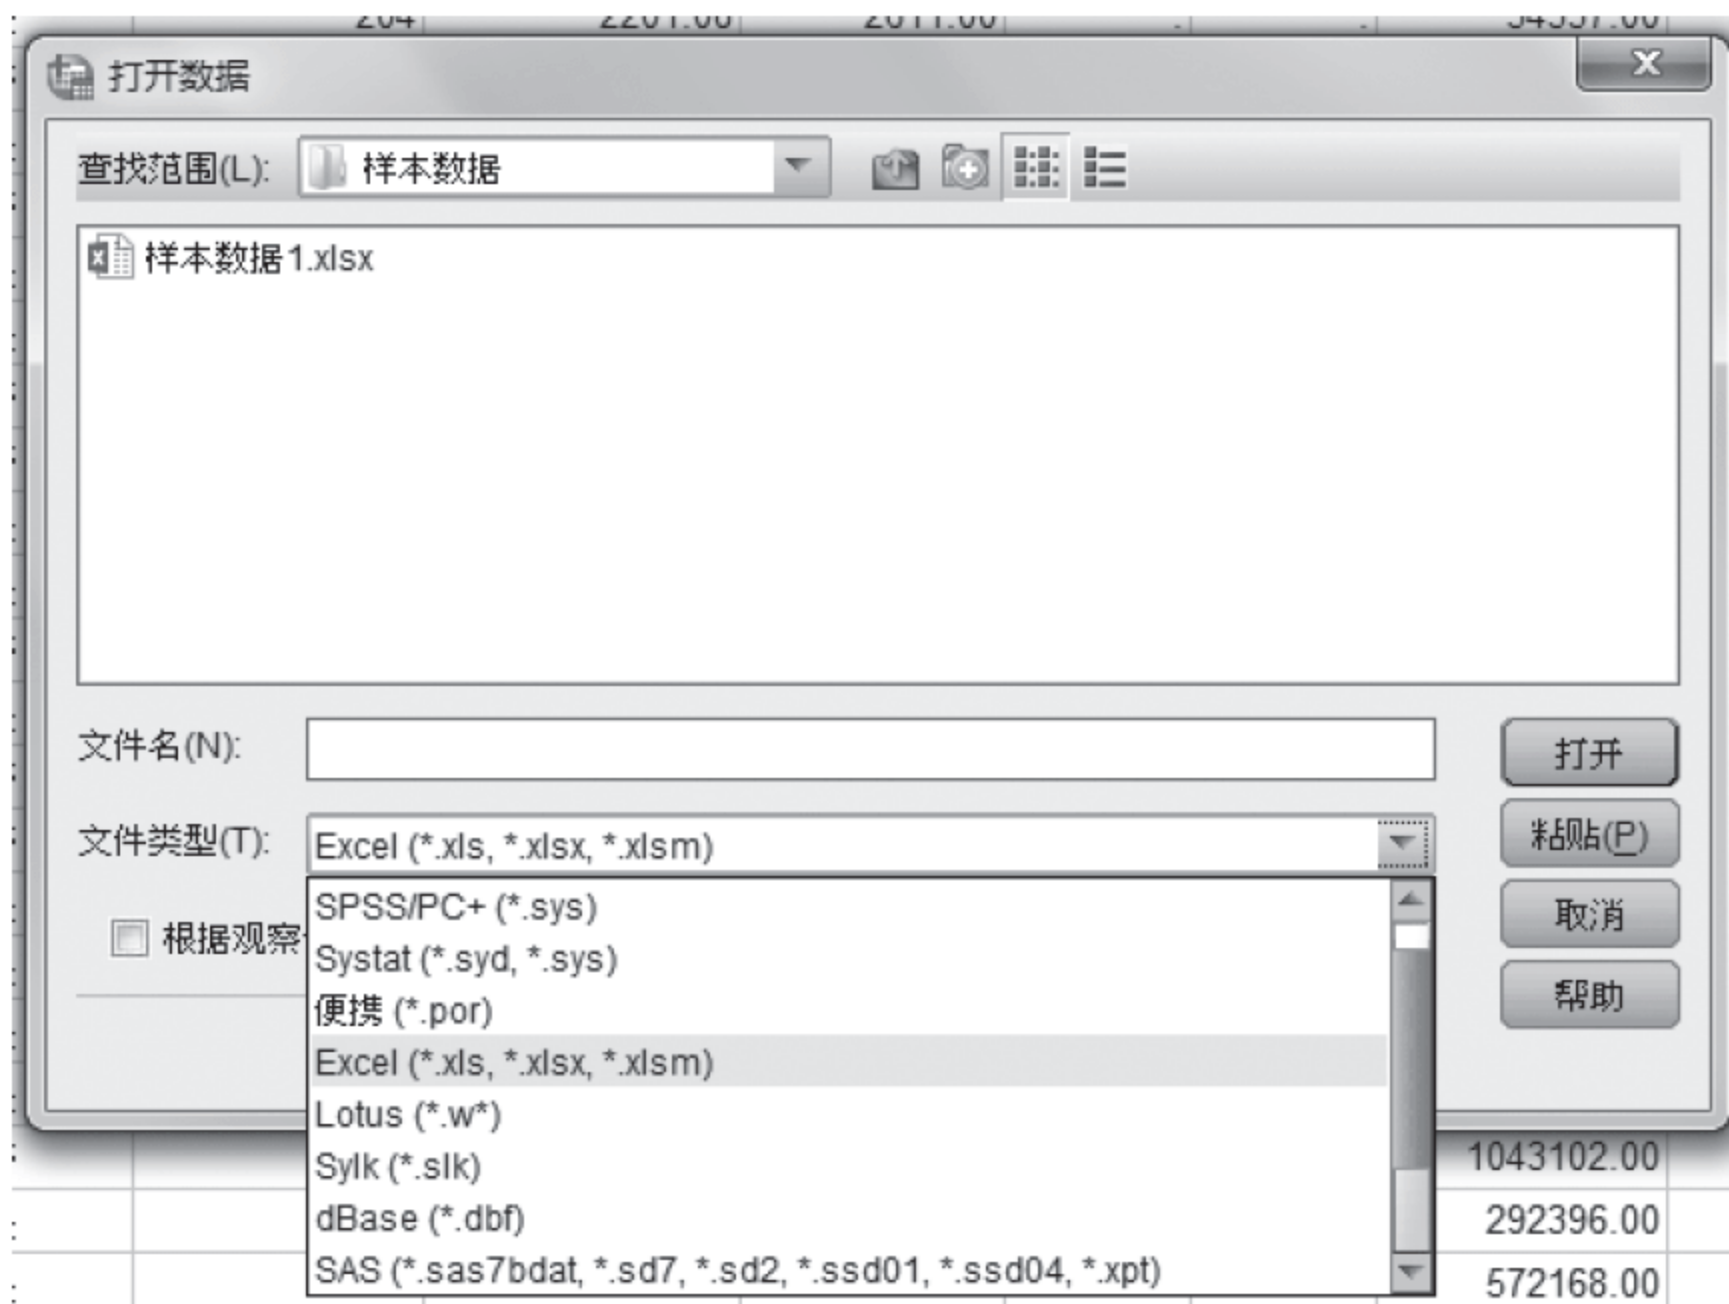 打开数据
查找范围(L): 样本数据
样本数据1.xlsx
文件名(N):
打开
文件类型(T): Excel (*.xls, *.xlsx, *.xlsm)
粘贴(P)
SPSS/PC+ (*.sys)
取消
根据观察
Systat (*.syd, *.sys)
便携 (*.por)
帮助
Excel (*.xls, *.xlsx, *.xlsm)
Lotus (*.w*)
1043102.00
Sylk (*.slk)
dBase (*.dbf)
292396.00
SAS (*.sas7bdat, *.sd7, *.sd2, *.ssd01, *.ssd04, *.xpt)
572168.00